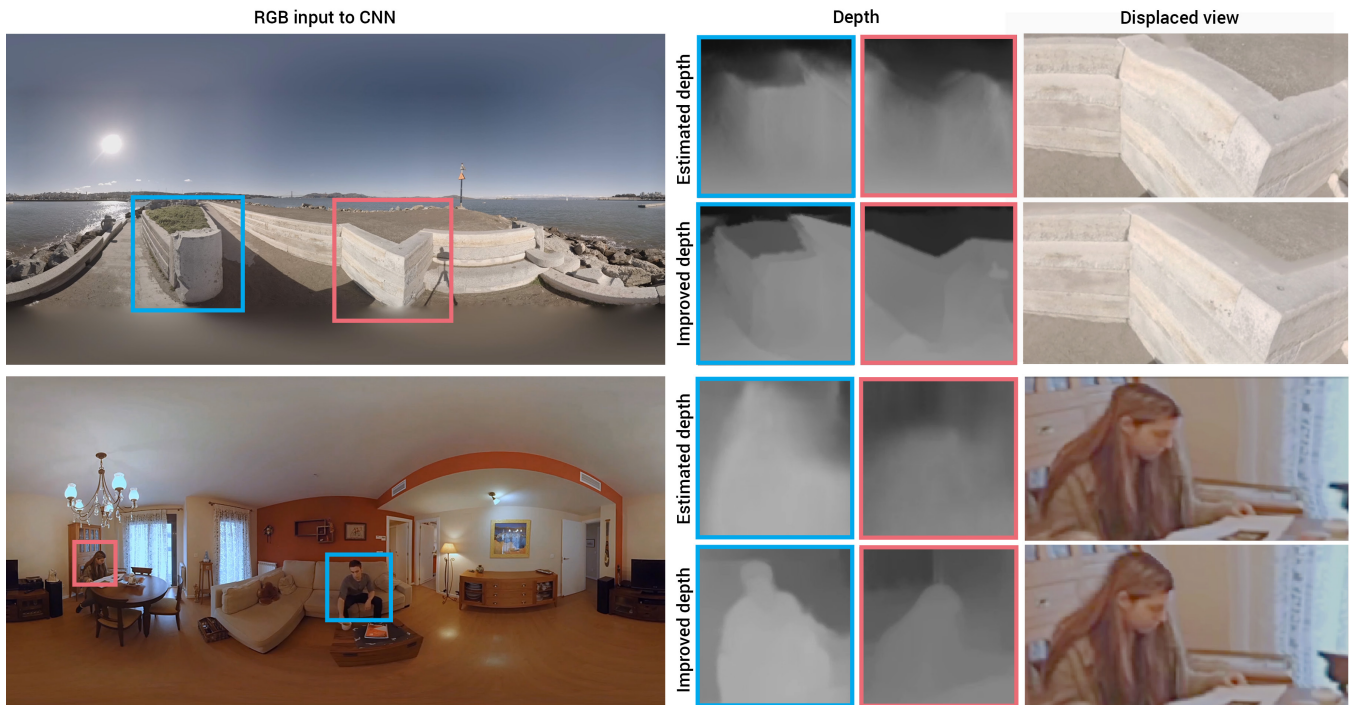 RGB input to CNN
Depth
Displaced view
Estimated depth
Improved depth
Estimated depth
Improved depth